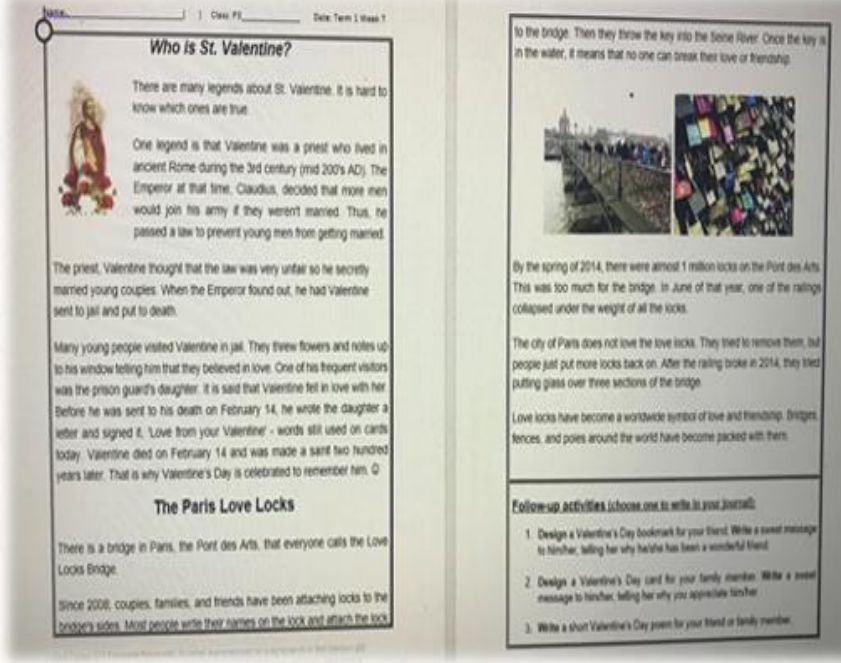 Name: ( ) Class: P5 Date: Term 1 Week 7
Who is St. Valentine?
There are many legends about St. Valentine. It is hard to
know which ones are true.
One legend is that Valentine was a priest who lived in
ancient Rome during the 3rd century (mid 200's AD). The
Emperor at that time, Claudius, decided that more men
would join his army if they weren't married. Thus, he
passed a law to prevent young men from getting married.
The priest, Valentine thought that the law was very unfair so he secretly
married young couples. When the Emperor found out, he had Valentine
sent to jail and put to death.
Many young people visited Valentine in jail. They threw flowers and notes up
to his window telling him that they believed in love. One of his frequent visitors
was the prison guard's daughter. It is said that Valentine fell in love with her.
Before he was sent to his death on February 14, he wrote the daughter a
letter and signed it, 'Love from your Valentine' - words still used on cards
today. Valentine died on February 14 and was made a saint two hundred
years later. That is why Valentine's Day is celebrated to remember him. ☺
The Paris Love Locks
There is a bridge in Paris, the Pont des Arts, that everyone calls the Love
Locks Bridge.
Since 2008, couples, families, and friends have been attaching locks to the
bridge's sides. Most people write their names on the lock and attach the lock
to the bridge. Then they throw the key into the Seine River. Once the key is
in the water, it means that no one can break their love or friendship.
By the spring of 2014, there were almost 1 million locks on the Pont des Arts.
This was too much for the bridge. In June of that year, one of the railings
collapsed under the weight of all the locks.
The city of Paris does not love the love locks. They tried to remove them, but
people just put more locks back on. After the railing broke in 2014, they tried
putting glass over three sections of the bridge.
Love locks have become a worldwide symbol of love and friendship. Bridges,
fences, and poles around the world have become packed with them.
Follow-up activities (choose one to write in your journal):
1. Design a Valentine's Day bookmark for your friend. Write a sweet message
to him/her, telling her why he/she has been a wonderful friend.
2. Design a Valentine's Day card for your family member. Write a sweet
message to him/her, telling her why you appreciate him/her.
3. Write a short Valentine's Day poem for your friend or family member.